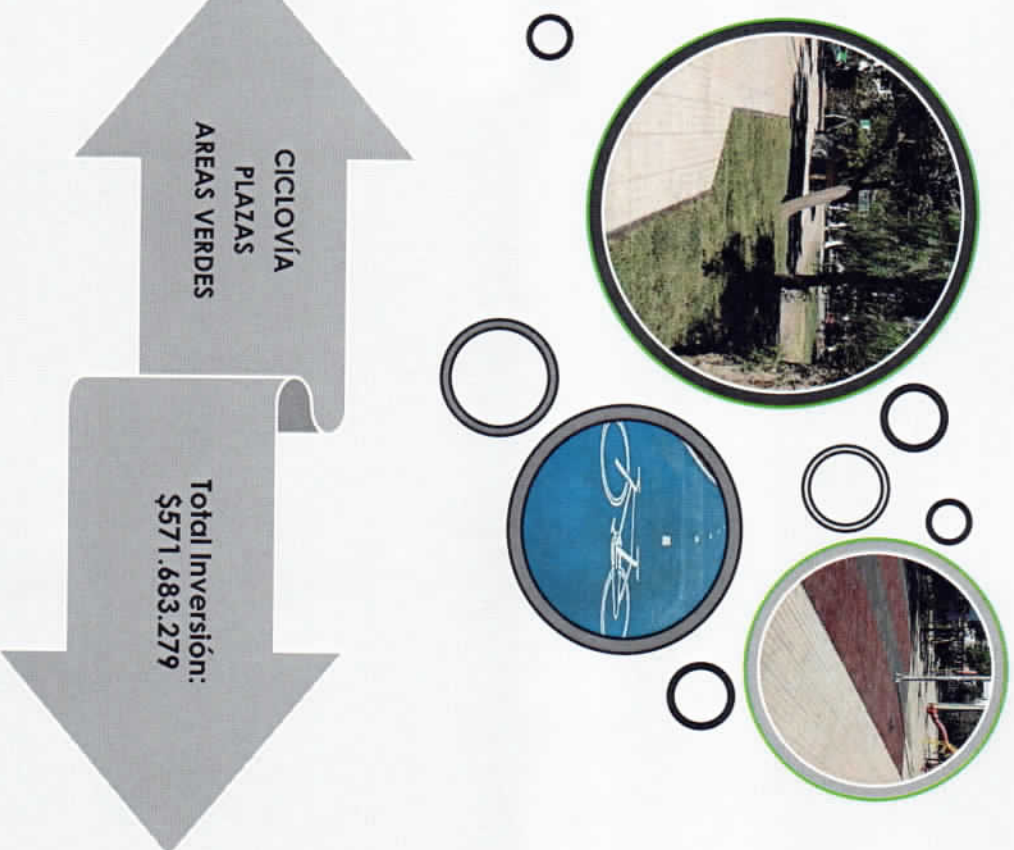 CICLOVÍA
PLAZAS
AREAS VERDES
Total Inversión:
$571.683.279